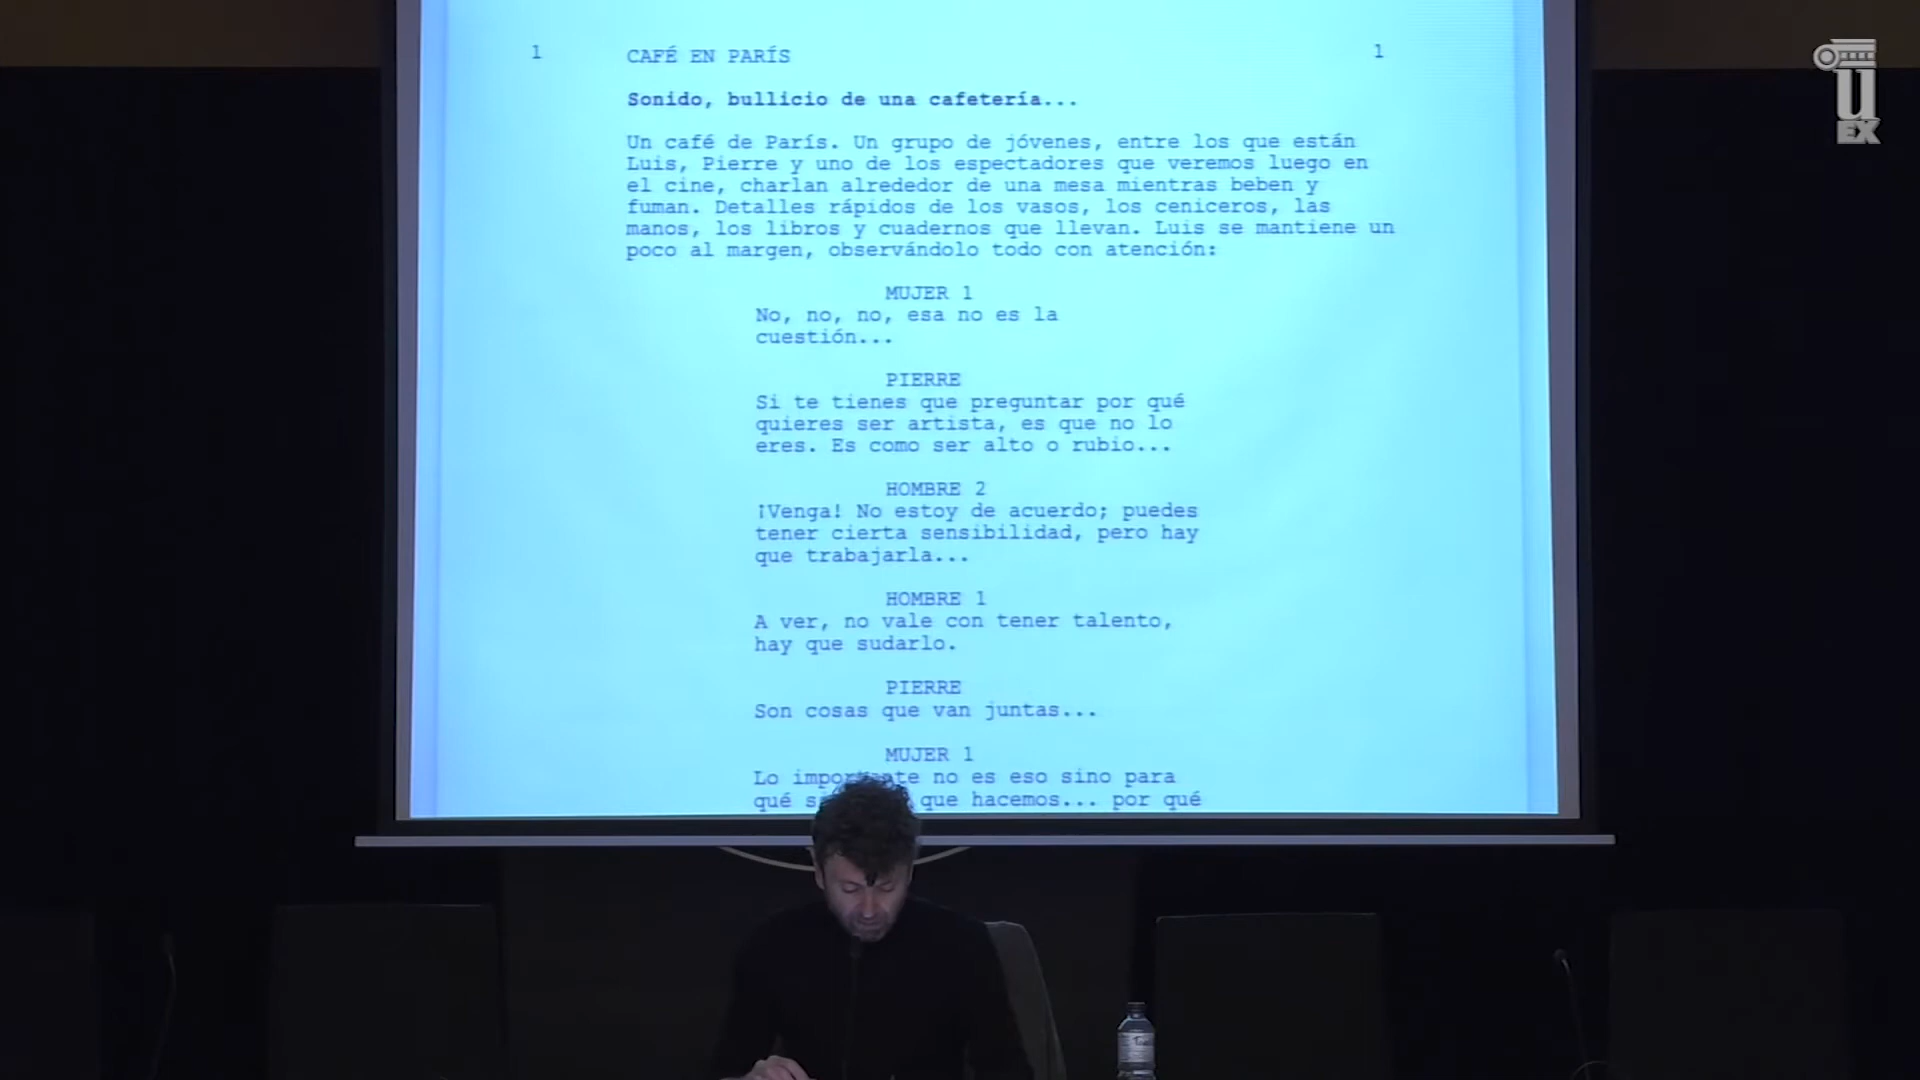 1 CAFÉ EN PARÍS 1
Sonido, bullicio de una cafetería...
Un café de París. Un grupo de jóvenes, entre los que están
Luis, Pierre y uno de los espectadores que veremos luego en
el cine, charlan alrededor de una mesa mientras beben y
fuman. Detalles rápidos de los vasos, los ceniceros, las
manos, los libros y cuadernos que llevan. Luis se mantiene un
poco al margen, observándolo todo con atención:
MUJER 1
No, no, no, esa no es la
cuestión...
PIERRE
Si te tienes que preguntar por qué
quieres ser artista, es que no lo
eres. Es como ser alto o rubio...
HOMBRE 2
¡Venga! No estoy de acuerdo; puedes
tener cierta sensibilidad, pero hay
que trabajarla...
HOMBRE 1
A ver, no vale con tener talento,
hay que sudarlo.
PIERRE
Son cosas que van juntas...
MUJER 1
Lo importante no es eso sino para
qué que hacemos... por qué
U
EX